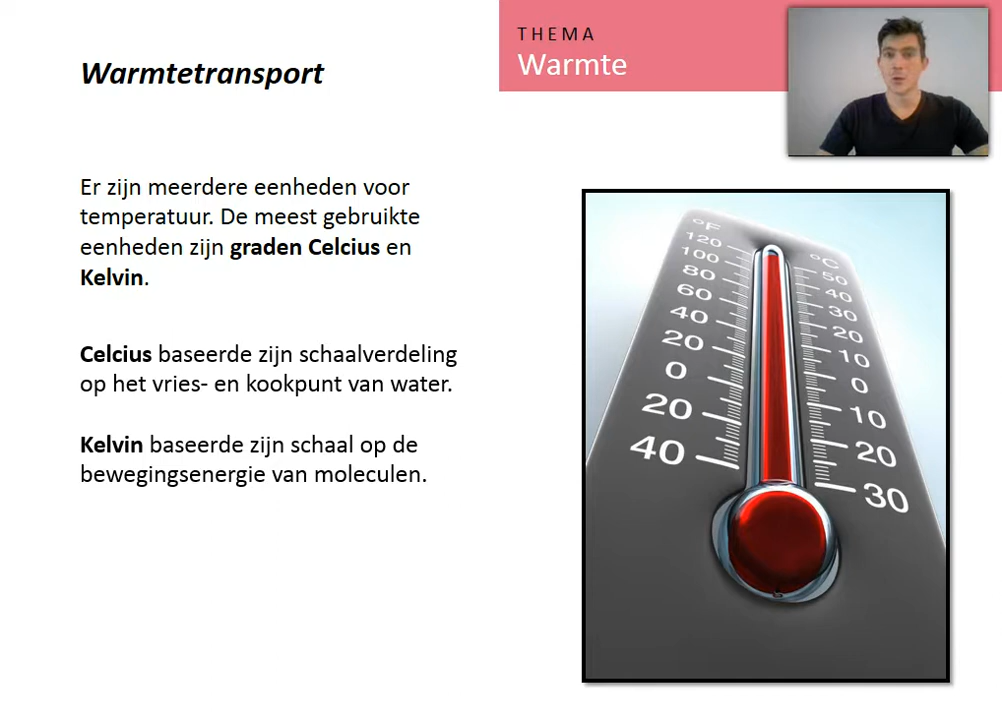 Warmtetransport
THEMA
Warmte
Er zijn meerdere eenheden voor
temperatuur. De meest gebruikte
eenheden zijn graden Celcius en
Kelvin.
Celcius baseerde zijn schaalverdeling
op het vries- en kookpunt van water.
Kelvin baseerde zijn schaal op de
bewegingsenergie van moleculen.
°F
120
100
80
60
40
20
0
20
40
°C
50
40
30
20
10
0
10
20
30